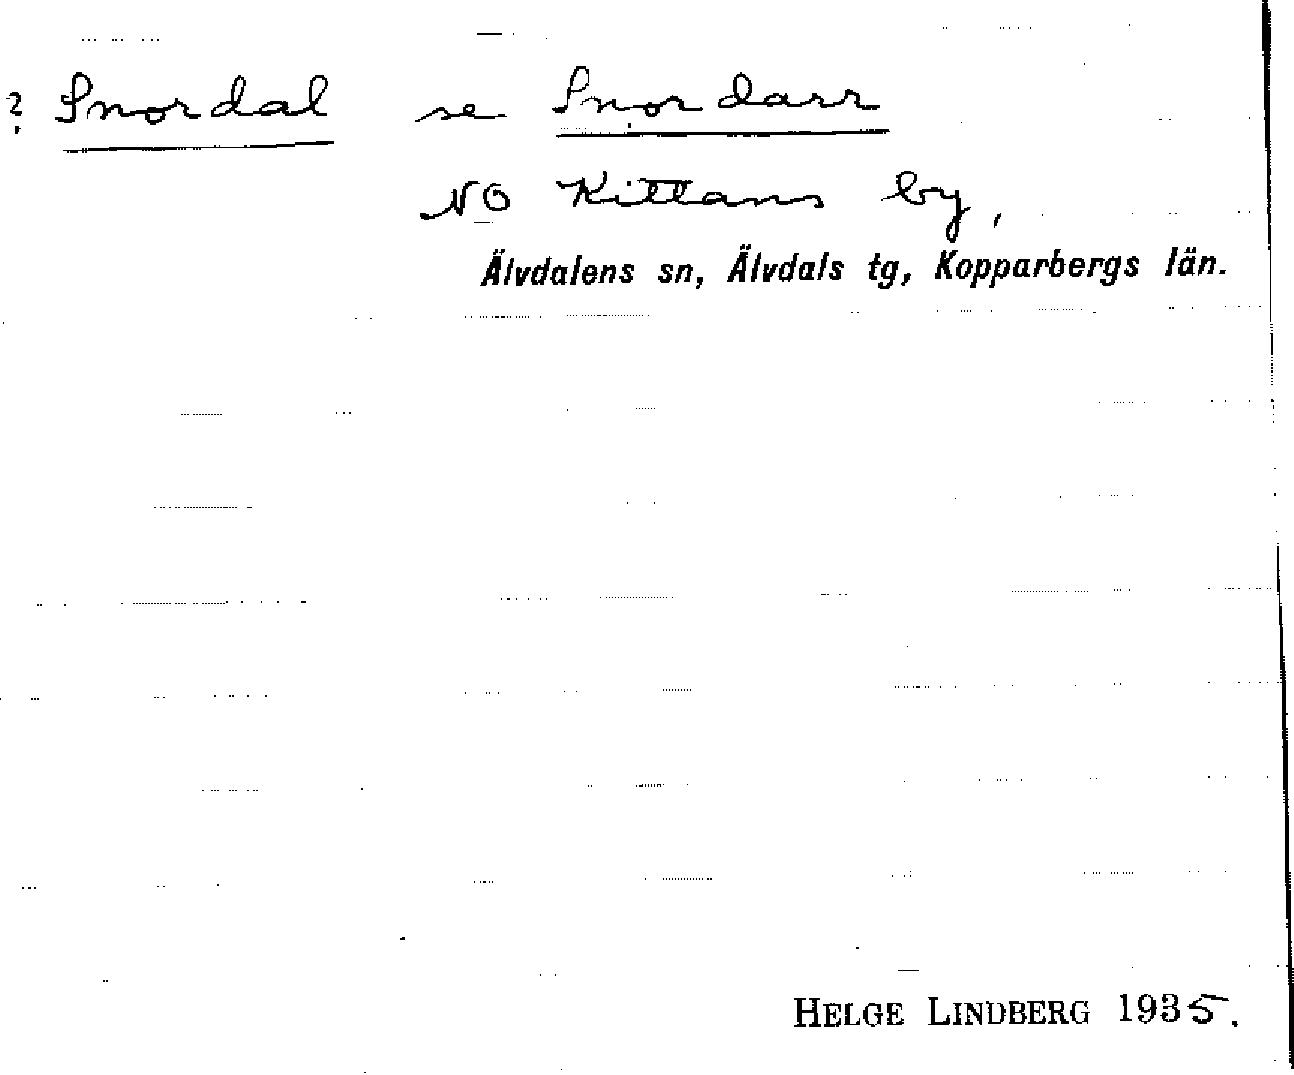 ? Snordal se Snordarr
NO Kittans by,
Älvdalens sn, Älvdals tg, Kopparbergs län.
HELGE LINDBERG 1935.